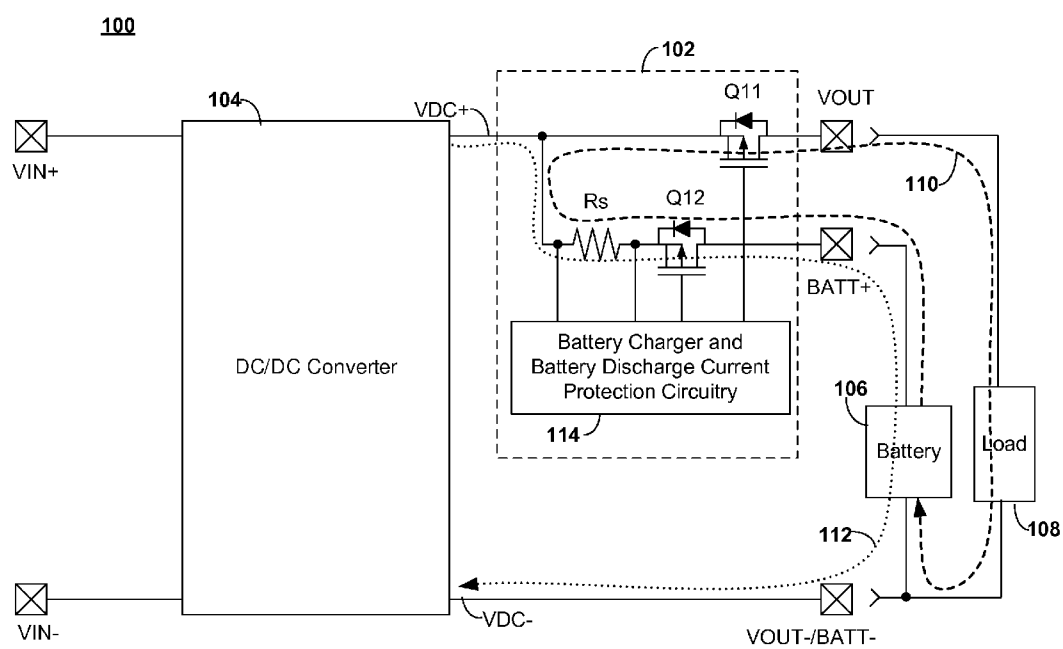 100
102
104
VDC+
Q11
VOUT
VIN+
110
Rs
Q12
BATT+
DC/DC Converter
Battery Charger and
Battery Discharge Current
Protection Circuitry
114
106
Battery
Load
112
108
VIN-
VDC-
VOUT-/BATT-